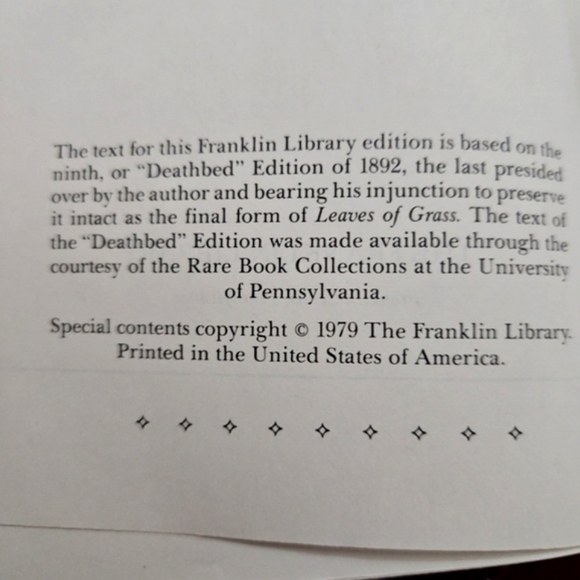 The text for this Franklin Library edition is based on the
ninth, or “Deathbed” Edition of 1892, the last presided
over by the author and bearing his injunction to preserve
it intact as the final form of Leaves of Grass. The text of
the “Deathbed” Edition was made available through the
courtesy of the Rare Book Collections at the University
of Pennsylvania.
Special contents copyright © 1979 The Franklin Library.
Printed in the United States of America.